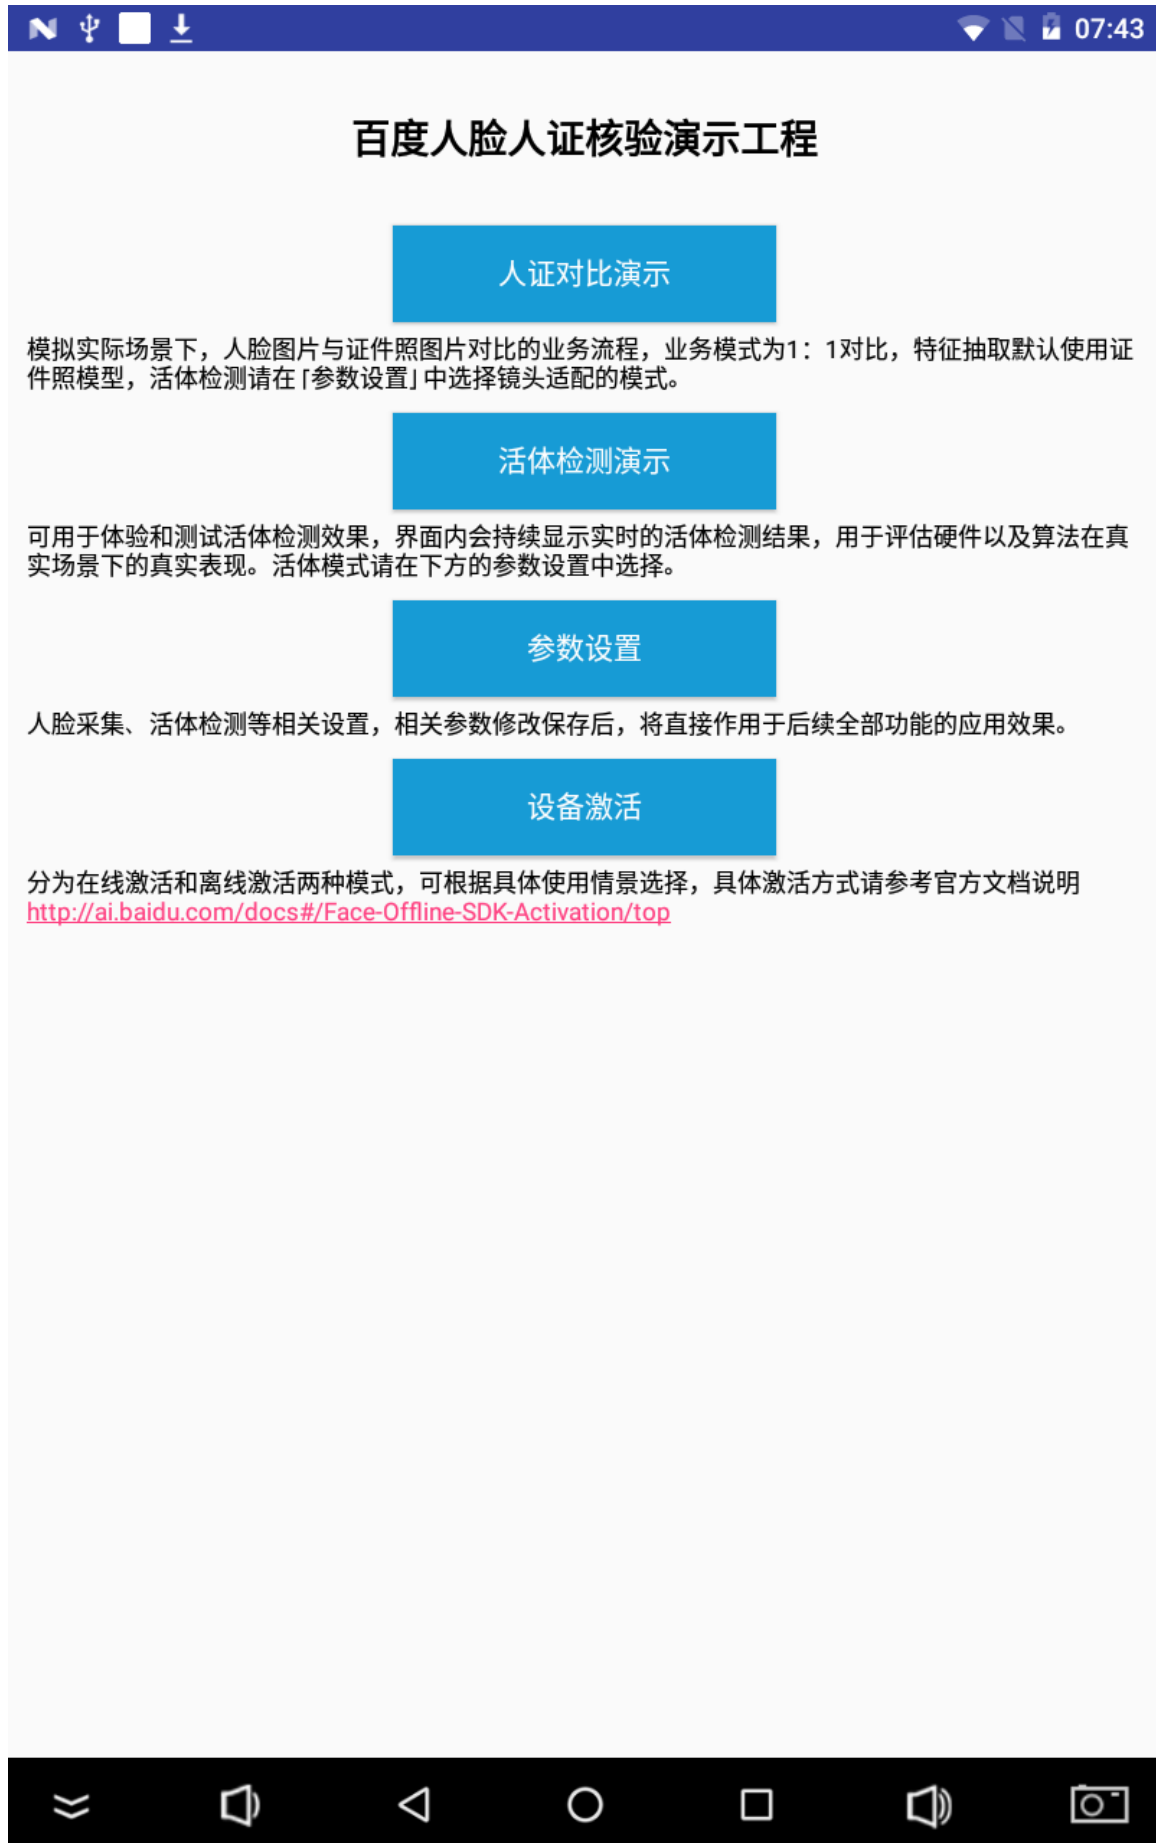 07:43
百度人脸人证核验演示工程
人证对比演示
模拟实际场景下，人脸图片与证件照图片对比的业务流程，业务模式为1：1对比，特征抽取默认使用证
件照模型，活体检测请在「参数设置」中选择镜头适配的模式。
活体检测演示
可用于体验和测试活体检测效果，界面内会持续显示实时的活体检测结果，用于评估硬件以及算法在真
实场景下的真实表现。活体模式请在下方的参数设置中选择。
参数设置
人脸采集、活体检测等相关设置，相关参数修改保存后，将直接作用于后续全部功能的应用效果。
设备激活
分为在线激活和离线激活两种模式，可根据具体使用情景选择，具体激活方式请参考官方文档说明
http://ai.baidu.com/docs#/Face-Offline-SDK-Activation/top